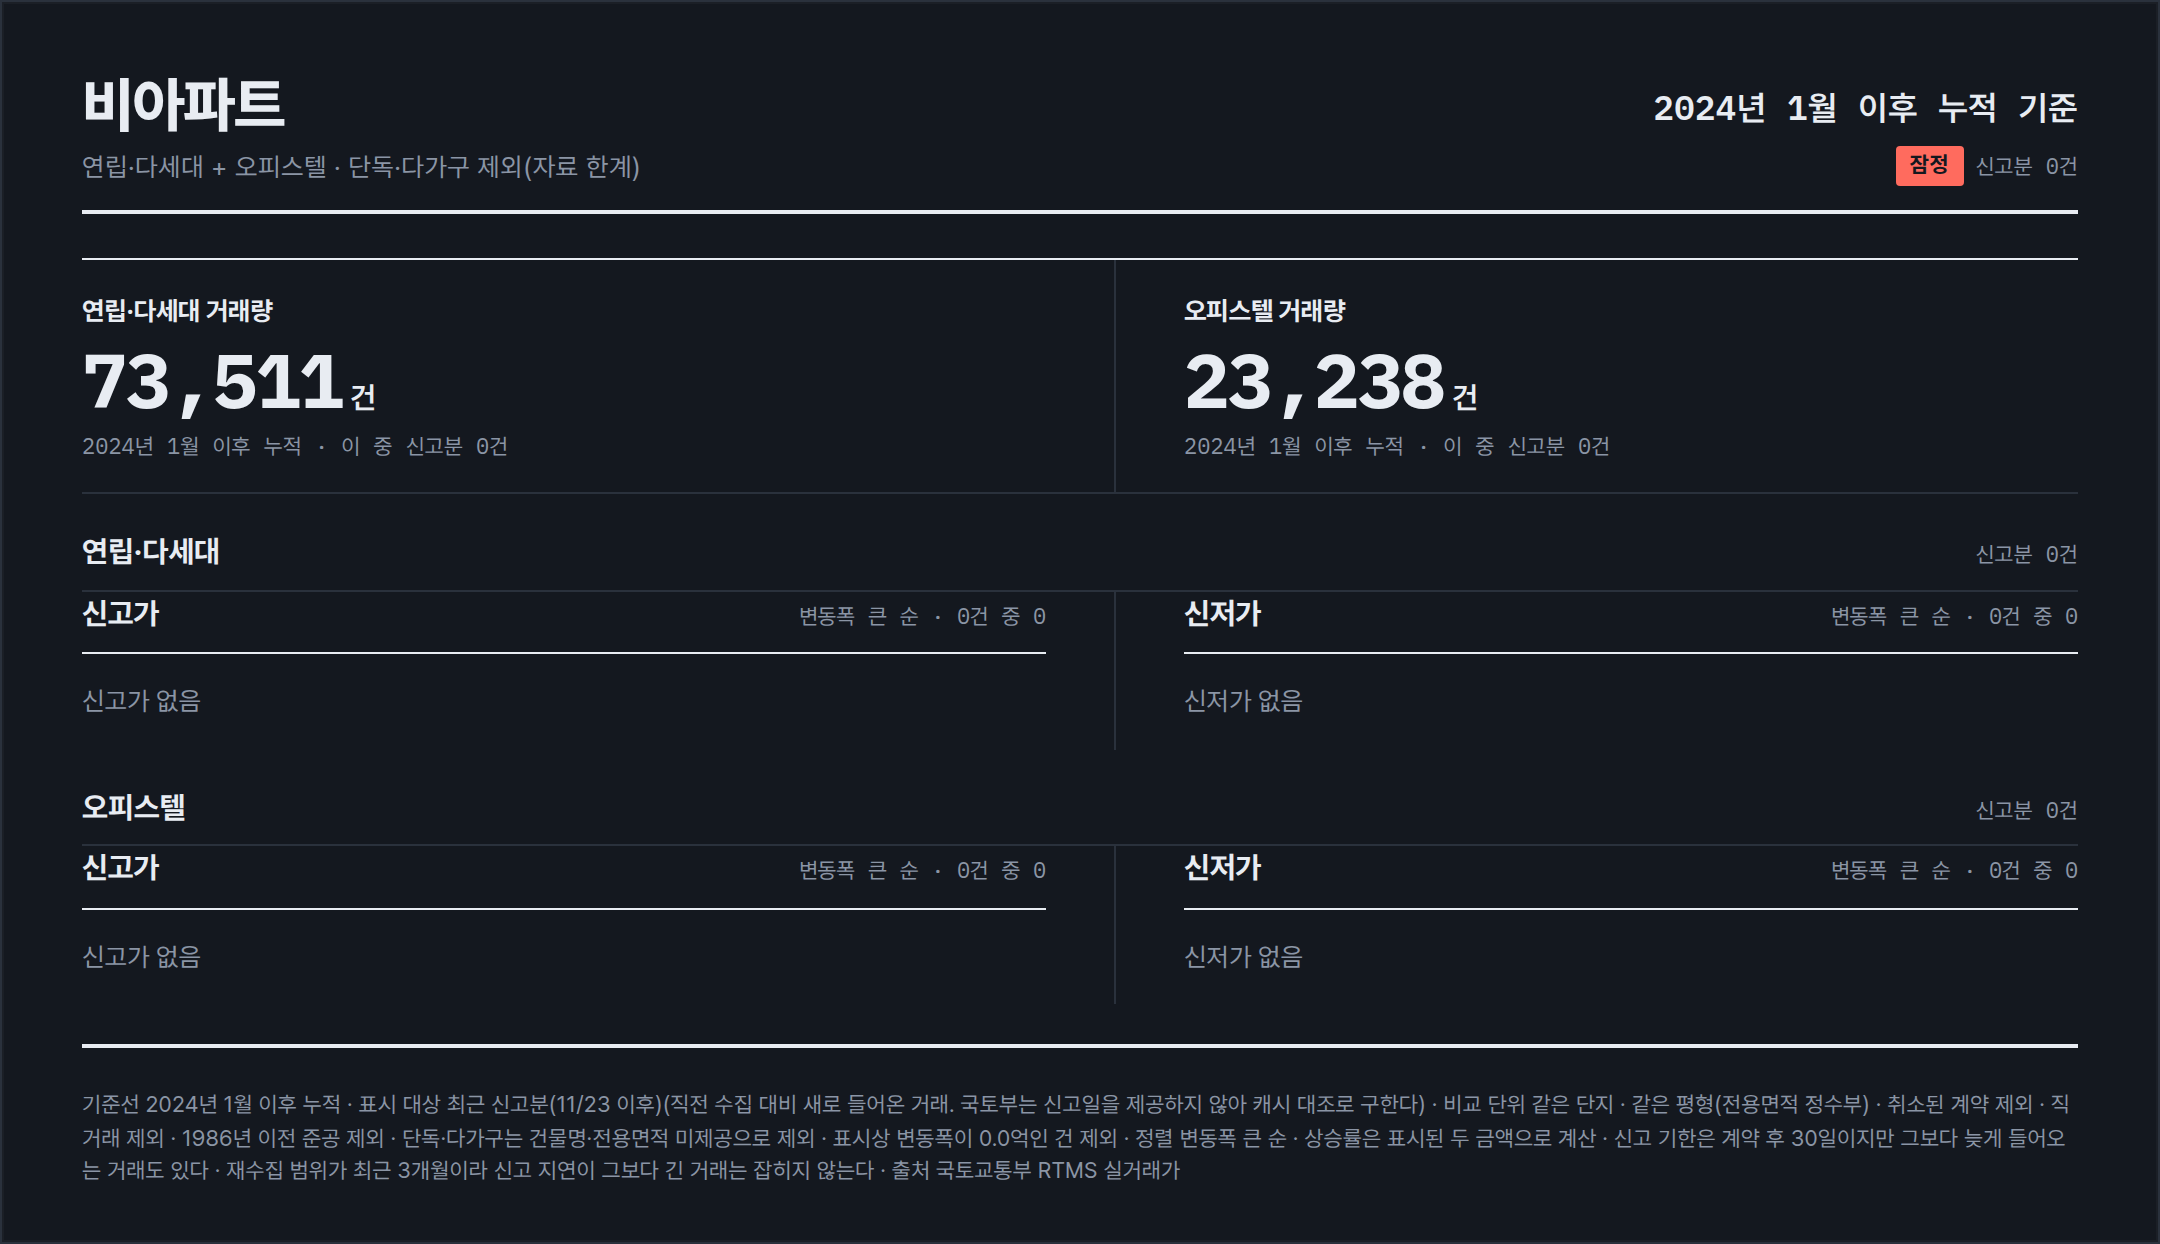 비아파트
2024년 1월 이후 누적 기준
연립·다세대 + 오피스텔 · 단독·다가구 제외(자료 한계)
잠정 신고분 0건
연립·다세대 거래량
73,511건
2024년 1월 이후 누적 · 이 중 신고분 0건
오피스텔 거래량
23,238건
2024년 1월 이후 누적 · 이 중 신고분 0건
연립·다세대
신고분 0건
신고가
변동폭 큰 순 · 0건 중 0
신고가 없음
신저가
변동폭 큰 순 · 0건 중 0
신저가 없음
오피스텔
신고분 0건
신고가
변동폭 큰 순 · 0건 중 0
신고가 없음
신저가
변동폭 큰 순 · 0건 중 0
신저가 없음
기준선 2024년 1월 이후 누적 · 표시 대상 최근 신고분(11/23 이후)(직전 수집 대비 새로 들어온 거래. 국토부는 신고일을 제공하지 않아 캐시 대조로 구한다) · 비교 단위 같은 단지 · 같은 평형(전용면적 정수부) · 취소된 계약 제외 · 직
거래 제외 · 1986년 이전 준공 제외 · 단독·다가구는 건물명·전용면적 미제공으로 제외 · 표시상 변동폭이 0.0억인 건 제외 · 정렬 변동폭 큰 순 · 상승률은 표시된 두 금액으로 계산 · 신고 기한은 계약 후 30일이지만 그보다 늦게 들어오
는 거래도 있다 · 재수집 범위가 최근 3개월이라 신고 지연이 그보다 긴 거래는 잡히지 않는다 · 출처 국토교통부 RTMS 실거래가